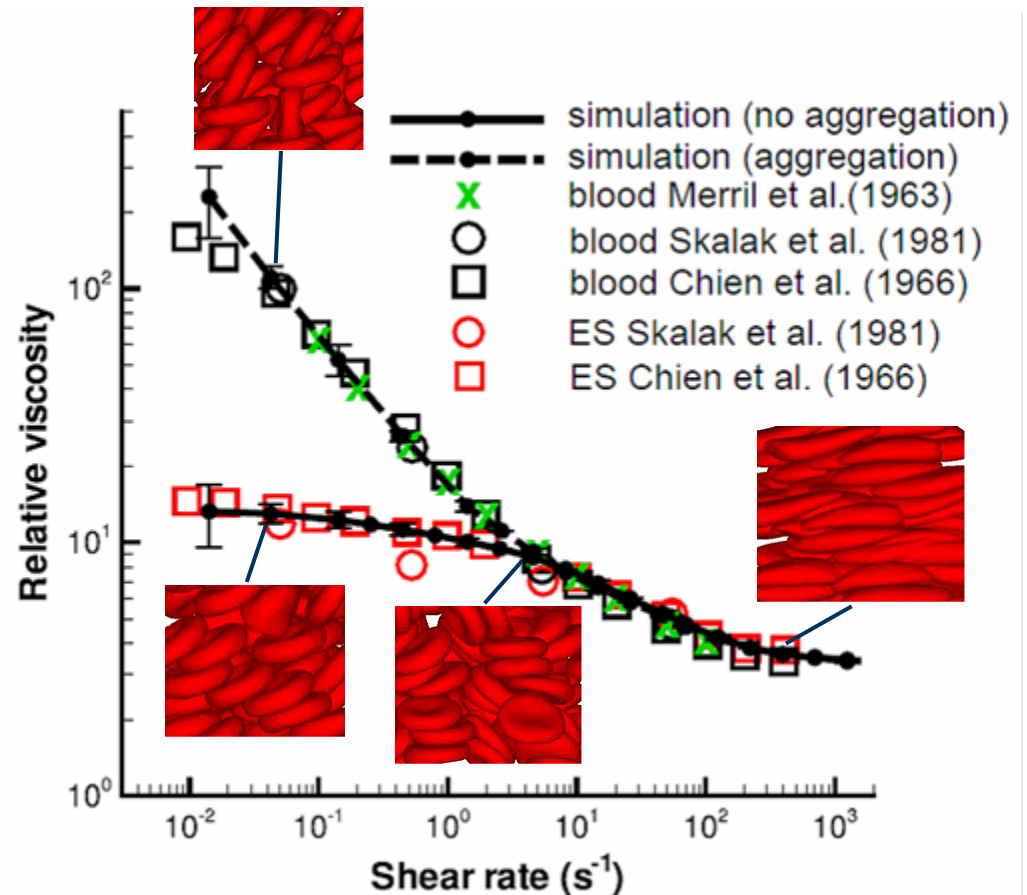 simulation (no aggregation)
simulation (aggregation)
blood Merril et al.(1963)
blood Skalak et al. (1981)
blood Chien et al. (1966)
ES Skalak et al. (1981)
ES Chien et al. (1966)
Relative viscosity
10²
10¹
10⁰
10⁻² 10⁻¹ 10⁰ 10¹ 10² 10³
Shear rate (s⁻¹)